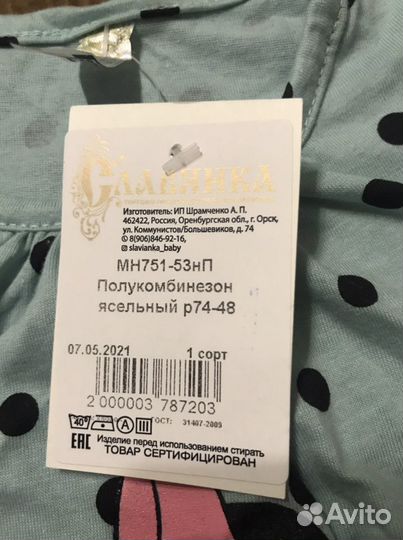 СЛАВЯНКА
Изготовитель: ИП Шрамченко А. П.
462422, Россия, Оренбургская обл., г. Орск,
ул. Коммунистов/Большевиков, д. 74
8(906)846-92-16,
slavianka_baby
МН751-53нП
Полукомбинезон
ясельный р74-48
07.05.2021 1 сорт
2 000003 787203
40° А ГОСТ: 31407-2009
ЕАС Изделие перед использованием стирать
ТОВАР СЕРТИФИЦИРОВАН
Avito